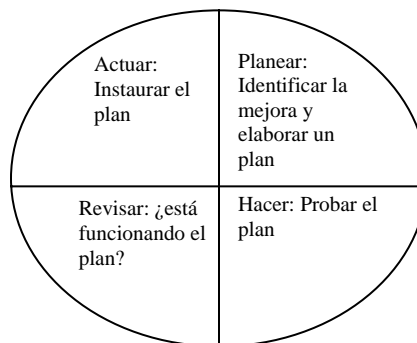 Actuar:
Instaurar el
plan
Planear:
Identificar la
mejora y
elaborar un
plan
Revisar: ¿está
funcionando el
plan?
Hacer: Probar el
plan